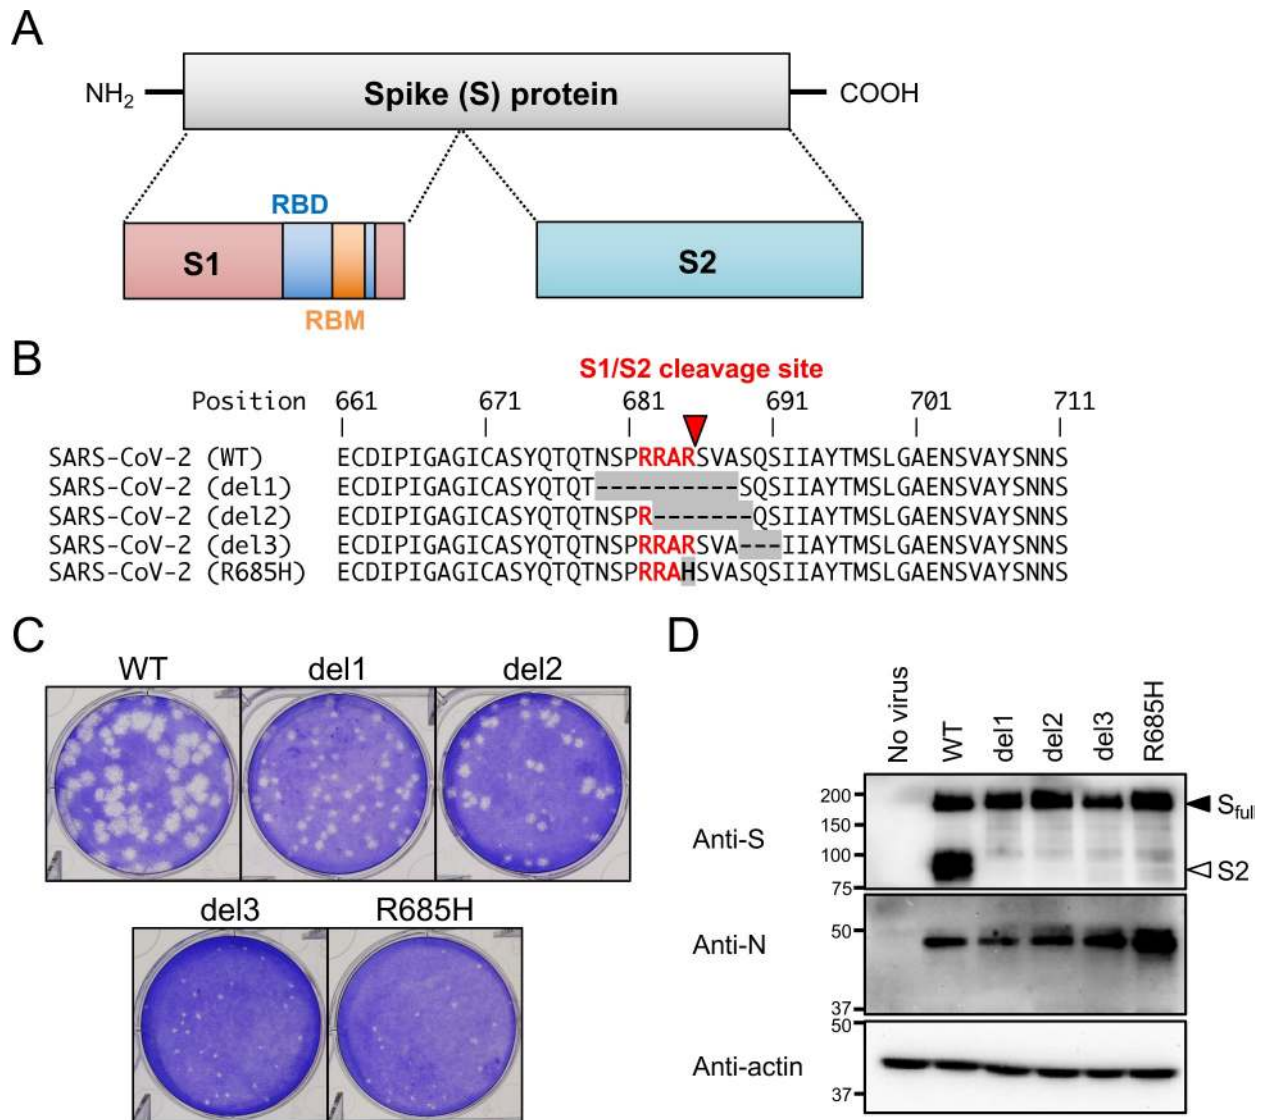 A
NH2
Spike (S) protein
COOH
RBD
S1
S2
RBM
B
S1/S2 cleavage site
Position 661 671 681 691 701 711
SARS-CoV-2 (WT) ECDIPIGAGICASYQTQTNSPRRARSVASQSIIAYTMSLGAENSVAYSNNS
SARS-CoV-2 (del1) ECDIPIGAGICASYQTQT----------SQSIIAYTMSLGAENSVAYSNNS
SARS-CoV-2 (del2) ECDIPIGAGICASYQTQTNSPR-------QSIIAYTMSLGAENSVAYSNNS
SARS-CoV-2 (del3) ECDIPIGAGICASYQTQTNSPRRARSVA---IIAYTMSLGAENSVAYSNNS
SARS-CoV-2 (R685H) ECDIPIGAGICASYQTQTNSPRRAHSVASQSIIAYTMSLGAENSVAYSNNS
C
WT del1 del2
del3 R685H
D
No virus WT del1 del2 del3 R685H
Anti-S
200
150
100
75
Sful
S2
Anti-N
50
37
Anti-actin
50
37